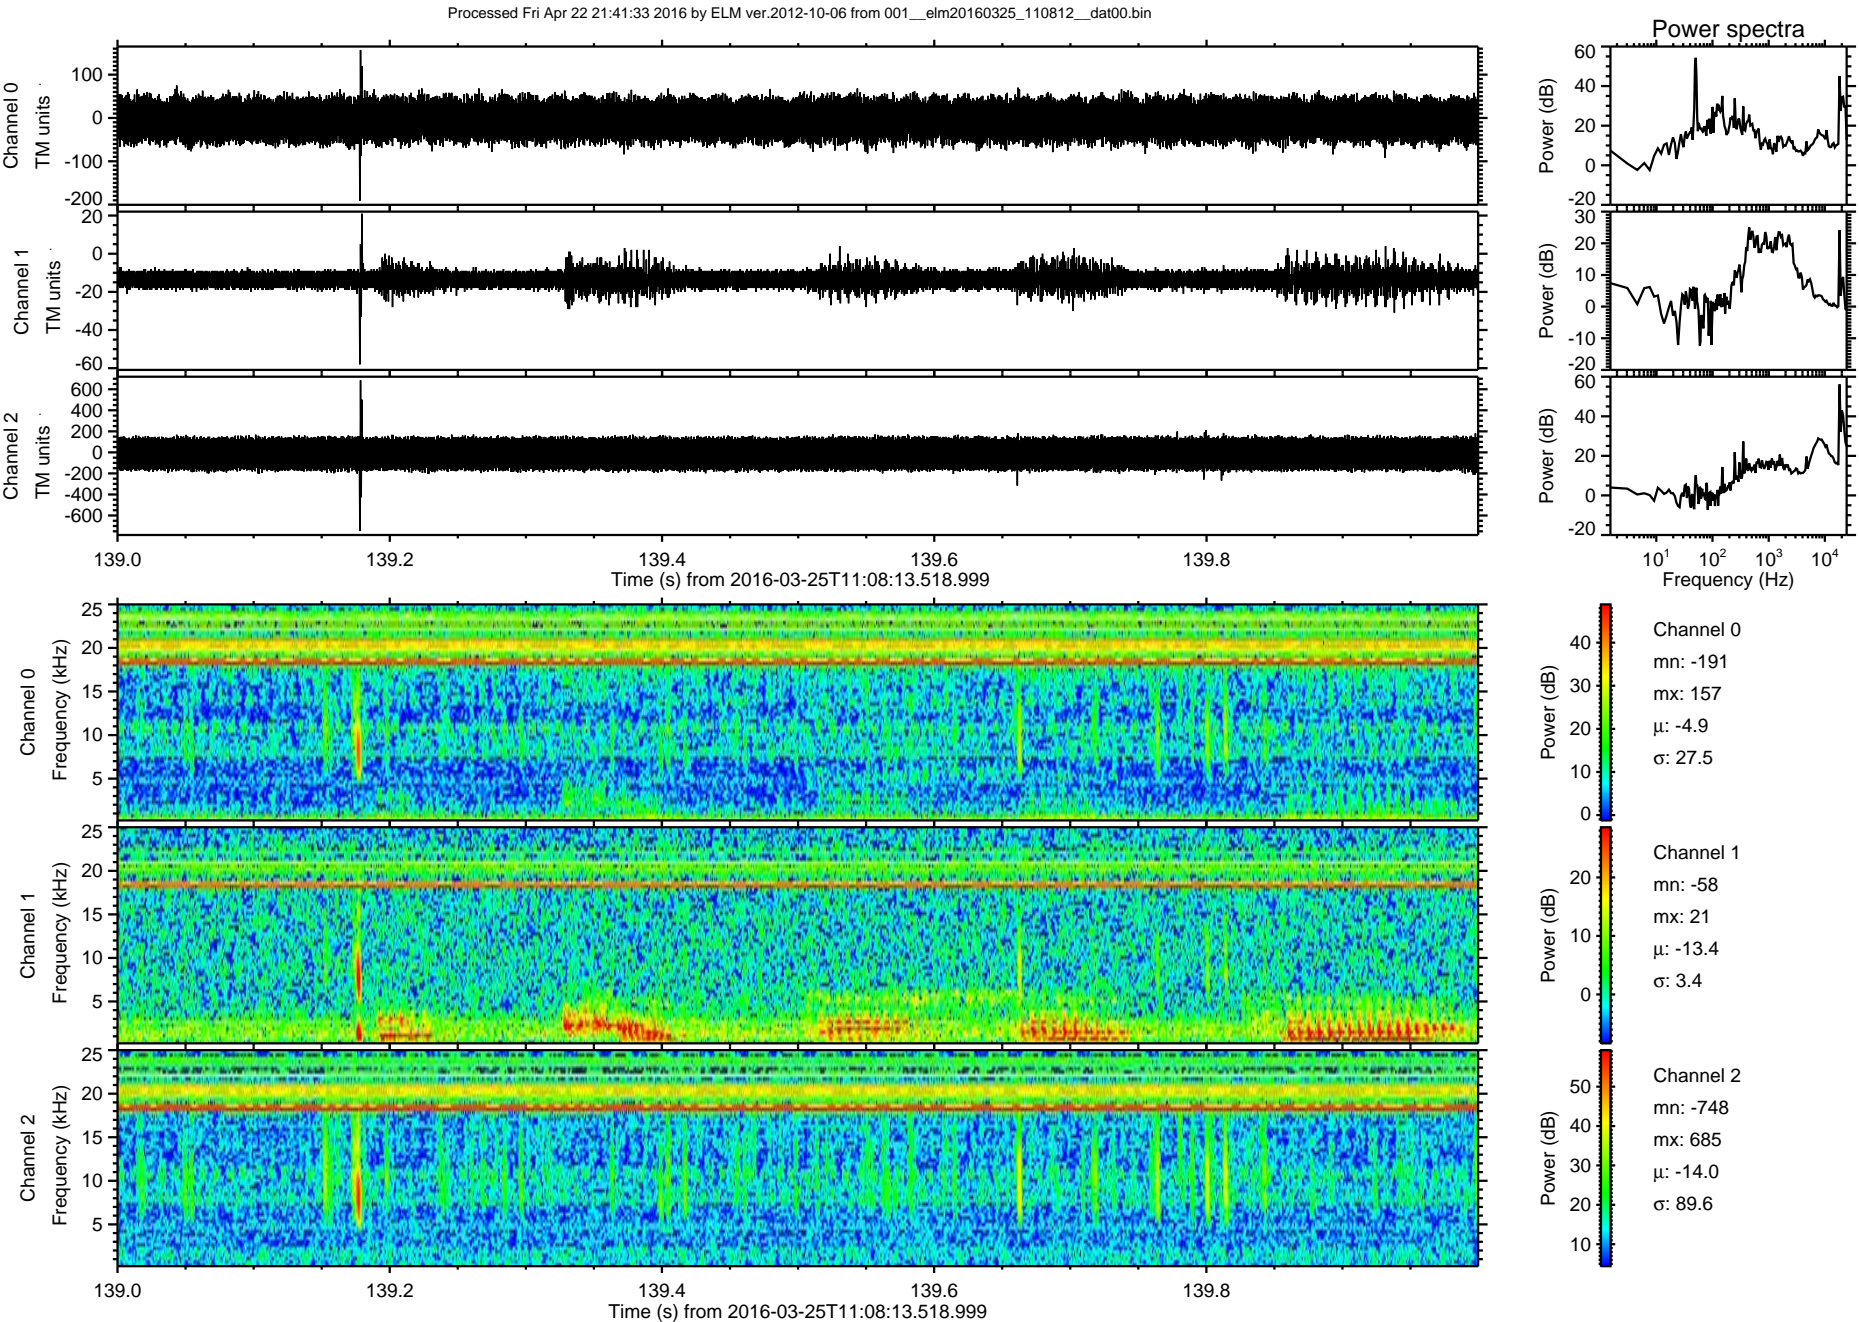 Processed Fri Apr 22 21:41:33 2016 by ELM ver.2012-10-06 from 001__elm20160325_110812__dat00.bin
Power spectra
Channel 0
TM units
100
0
-100
-200
Power (dB)
60
40
20
0
-20
Channel 1
TM units
20
0
-20
-40
-60
Power (dB)
30
20
10
0
-10
-20
Channel 2
TM units
600
400
200
0
-200
-400
-600
Power (dB)
60
40
20
0
-20
139.0 139.2 139.4 139.6 139.8
Time (s) from 2016-03-25T11:08:13.518.999
10¹ 10² 10³ 10⁴
Frequency (Hz)
Channel 0
Frequency (kHz)
25
20
15
10
5
Power (dB)
40
30
20
10
0
Channel 0
mn: -191
mx: 157
μ: -4.9
σ: 27.5
Channel 1
Frequency (kHz)
25
20
15
10
5
Power (dB)
20
10
0
Channel 1
mn: -58
mx: 21
μ: -13.4
σ: 3.4
Channel 2
Frequency (kHz)
25
20
15
10
5
Power (dB)
50
40
30
20
10
Channel 2
mn: -748
mx: 685
μ: -14.0
σ: 89.6
139.0 139.2 139.4 139.6 139.8
Time (s) from 2016-03-25T11:08:13.518.999